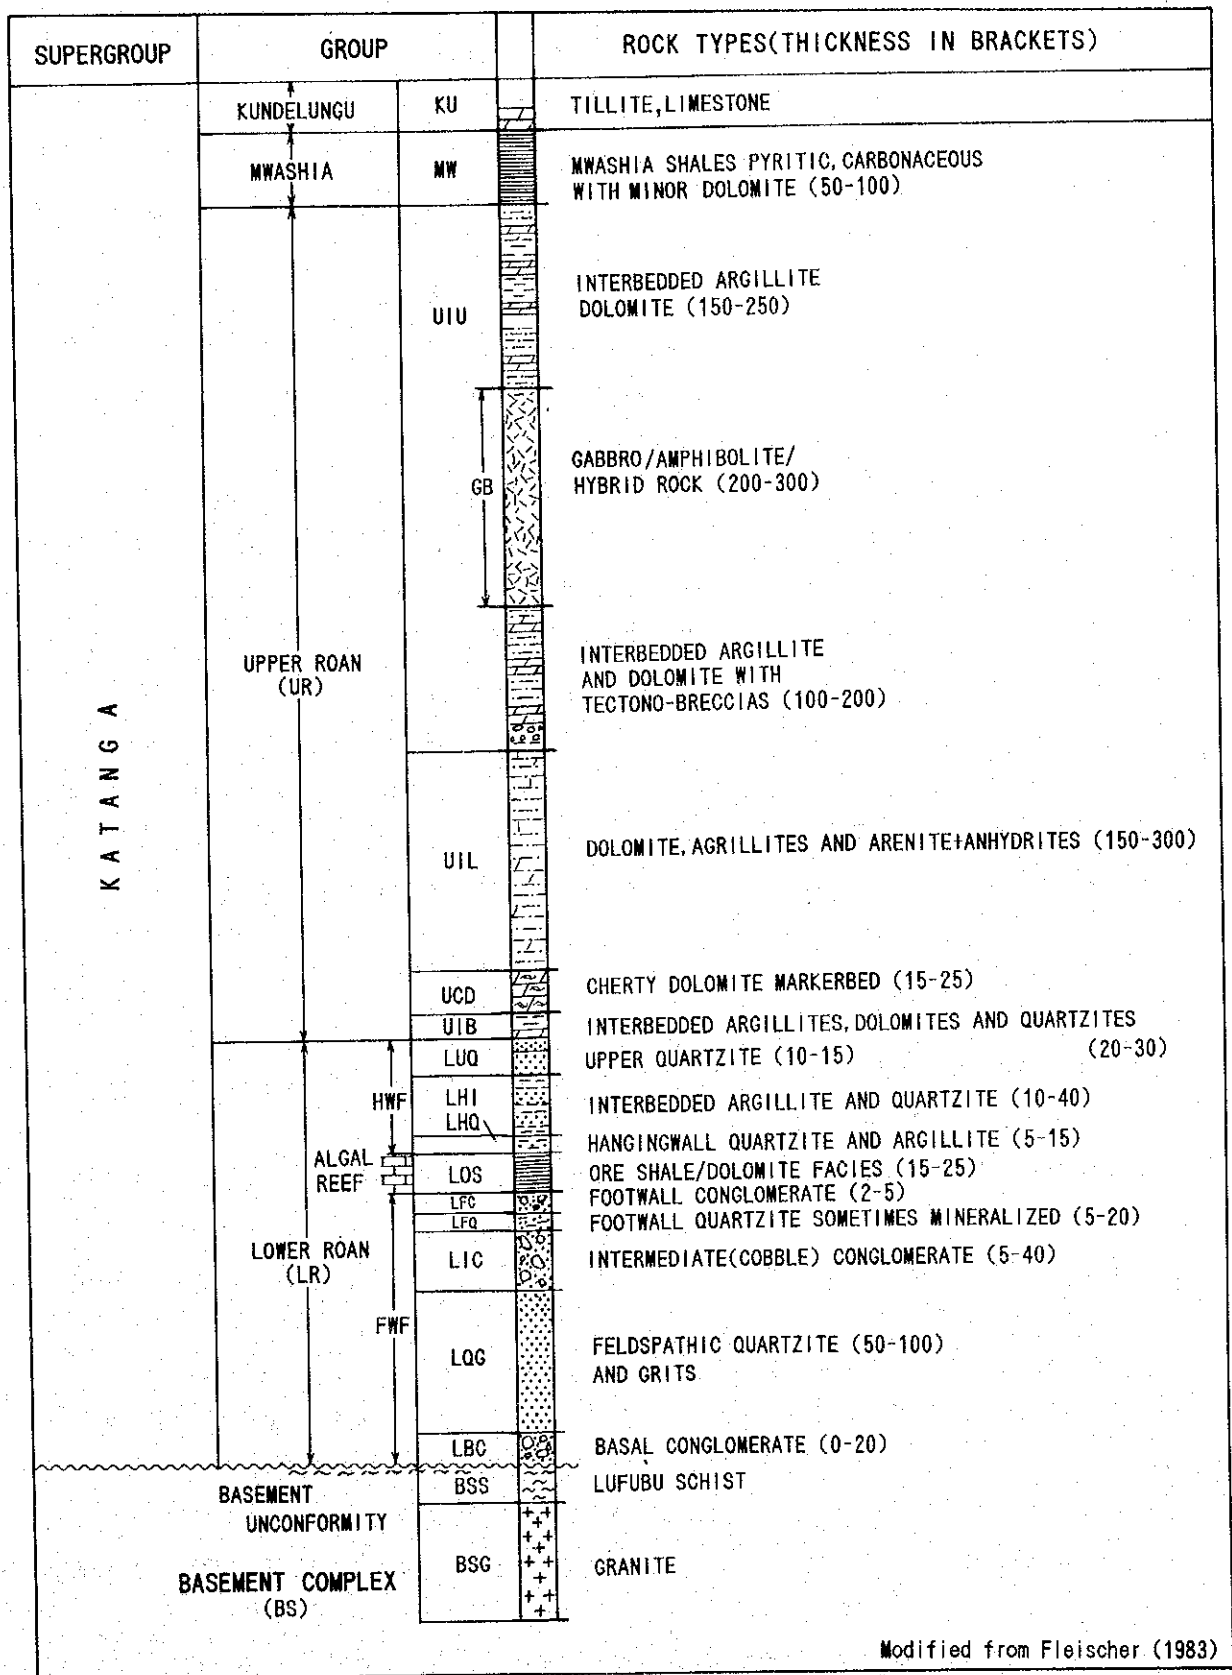 SUPERGROUP GROUP ROCK TYPES(THICKNESS IN BRACKETS)
KUNDELUNGU KU TILLITE, LIMESTONE
MWASHIA MW MWASHIA SHALES PYRITIC, CARBONACEOUS
WITH MINOR DOLOMITE (50-100)
UIU INTERBEDDED ARGILLITE
DOLOMITE (150-250)
GB GABBRO/AMPHIBOLITE/
HYBRID ROCK (200-300)
KATANGA
UPPER ROAN
(UR)
INTERBEDDED ARGILLITE
AND DOLOMITE WITH
TECTONO-BRECCIAS (100-200)
UIL DOLOMITE, AGRILLITES AND ARENITE+ANHYDRITES (150-300)
UCD CHERTY DOLOMITE MARKERBED (15-25)
UIB INTERBEDDED ARGILLITES, DOLOMITES AND QUARTZITES
(20-30)
LUQ UPPER QUARTZITE (10-15)
HWF
LHI INTERBEDDED ARGILLITE AND QUARTZITE (10-40)
LHQ HANGINGWALL QUARTZITE AND ARGILLITE (5-15)
ALGAL
REEF
LOS ORE SHALE/DOLOMITE FACIES (15-25)
LFC FOOTWALL CONGLOMERATE (2-5)
LFQ FOOTWALL QUARTZITE SOMETIMES MINERALIZED (5-20)
LOWER ROAN
(LR)
LIC INTERMEDIATE(COBBLE) CONGLOMERATE (5-40)
FWF
LQG FELDSPATHIC QUARTZITE (50-100)
AND GRITS
LBC BASAL CONGLOMERATE (0-20)
BSS LUFUBU SCHIST
BASEMENT
UNCONFORMITY
BSG GRANITE
BASEMENT COMPLEX
(BS)
Modified from Fleischer (1983)